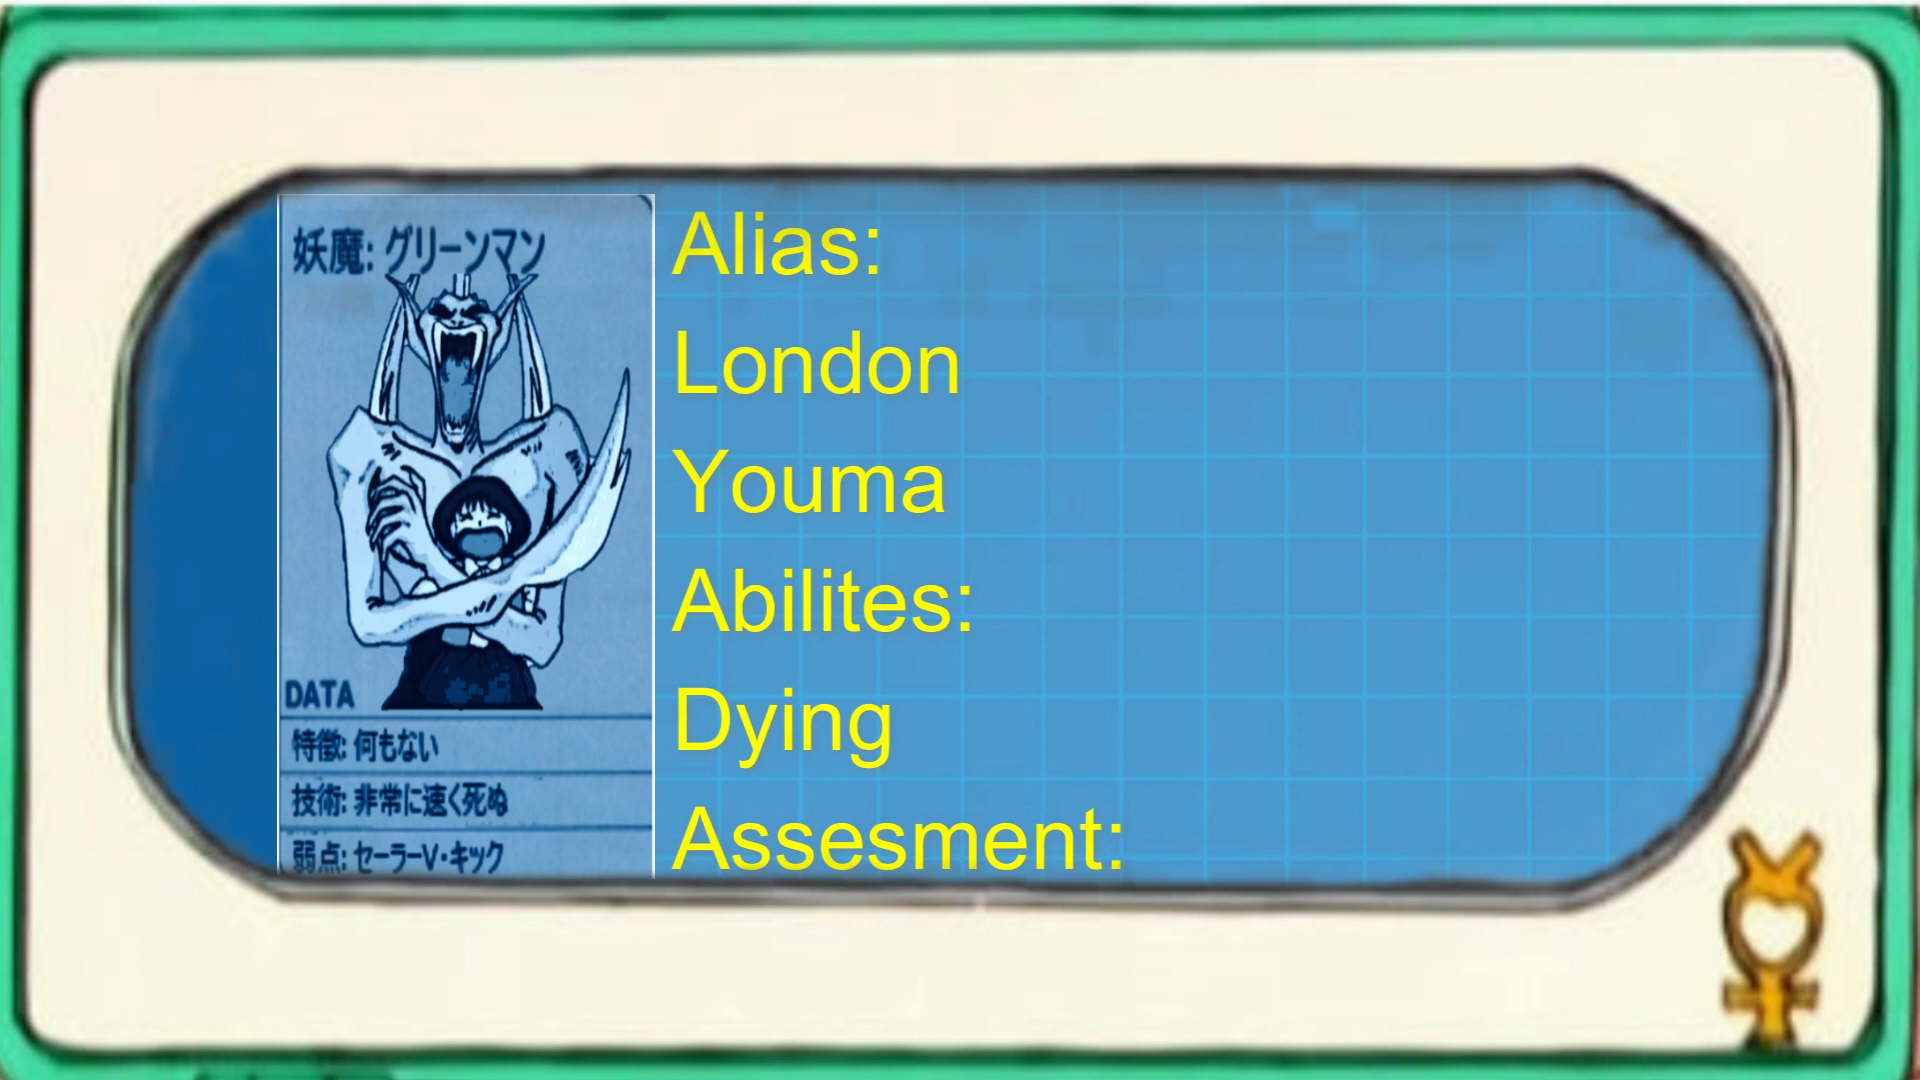 妖魔: グリーンマン
DATA
特徴: 何もない
技術: 非常に速く死ぬ
弱点: セーラーV・キック
Alias:
London
Youma
Abilites:
Dying
Assesment: